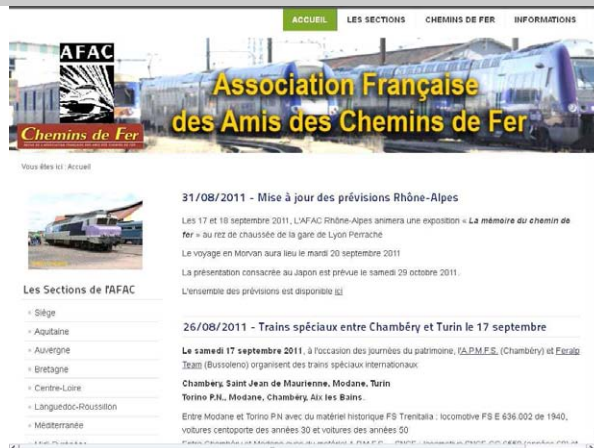 ACCUEIL LES SECTIONS CHEMINS DE FER INFORMATIONS
AFAC
Chemins de Fer
Association Française
des Amis des Chemins de Fer
Vous êtes ici : Accueil
31/08/2011 - Mise à jour des prévisions Rhône-Alpes
Les 17 et 18 septembre 2011, L'AFAC Rhône-Alpes animera une exposition « La mémoire du chemin de
fer » au rez de chaussée de la gare de Lyon Perrache
Le voyage en Morvan aura lieu le mardi 20 septembre 2011
La présentation consacrée au Japon est prévue le samedi 29 octobre 2011.
L'ensemble des prévisions est disponible ici
Les Sections de l'AFAC
Siège
Aquitaine
Auvergne
Bretagne
Centre-Loire
Languedoc-Roussillon
Méditerranée
26/08/2011 - Trains spéciaux entre Chambéry et Turin le 17 septembre
Le samedi 17 septembre 2011, à l'occasion des journées du patrimoine, l'A.P.M.F.S. (Chambéry) et Feralp
Team (Bussoleno) organisent des trains spéciaux internationaux
Chambéry, Saint Jean de Maurienne, Modane, Turin
Torino P.N., Modane, Chambéry, Aix les Bains.
Entre Modane et Torino P.N avec du matériel historique FS Trenitalia : locomotive FS E 636.002 de 1940,
voitures centoporte des années 30 et voitures des années 50